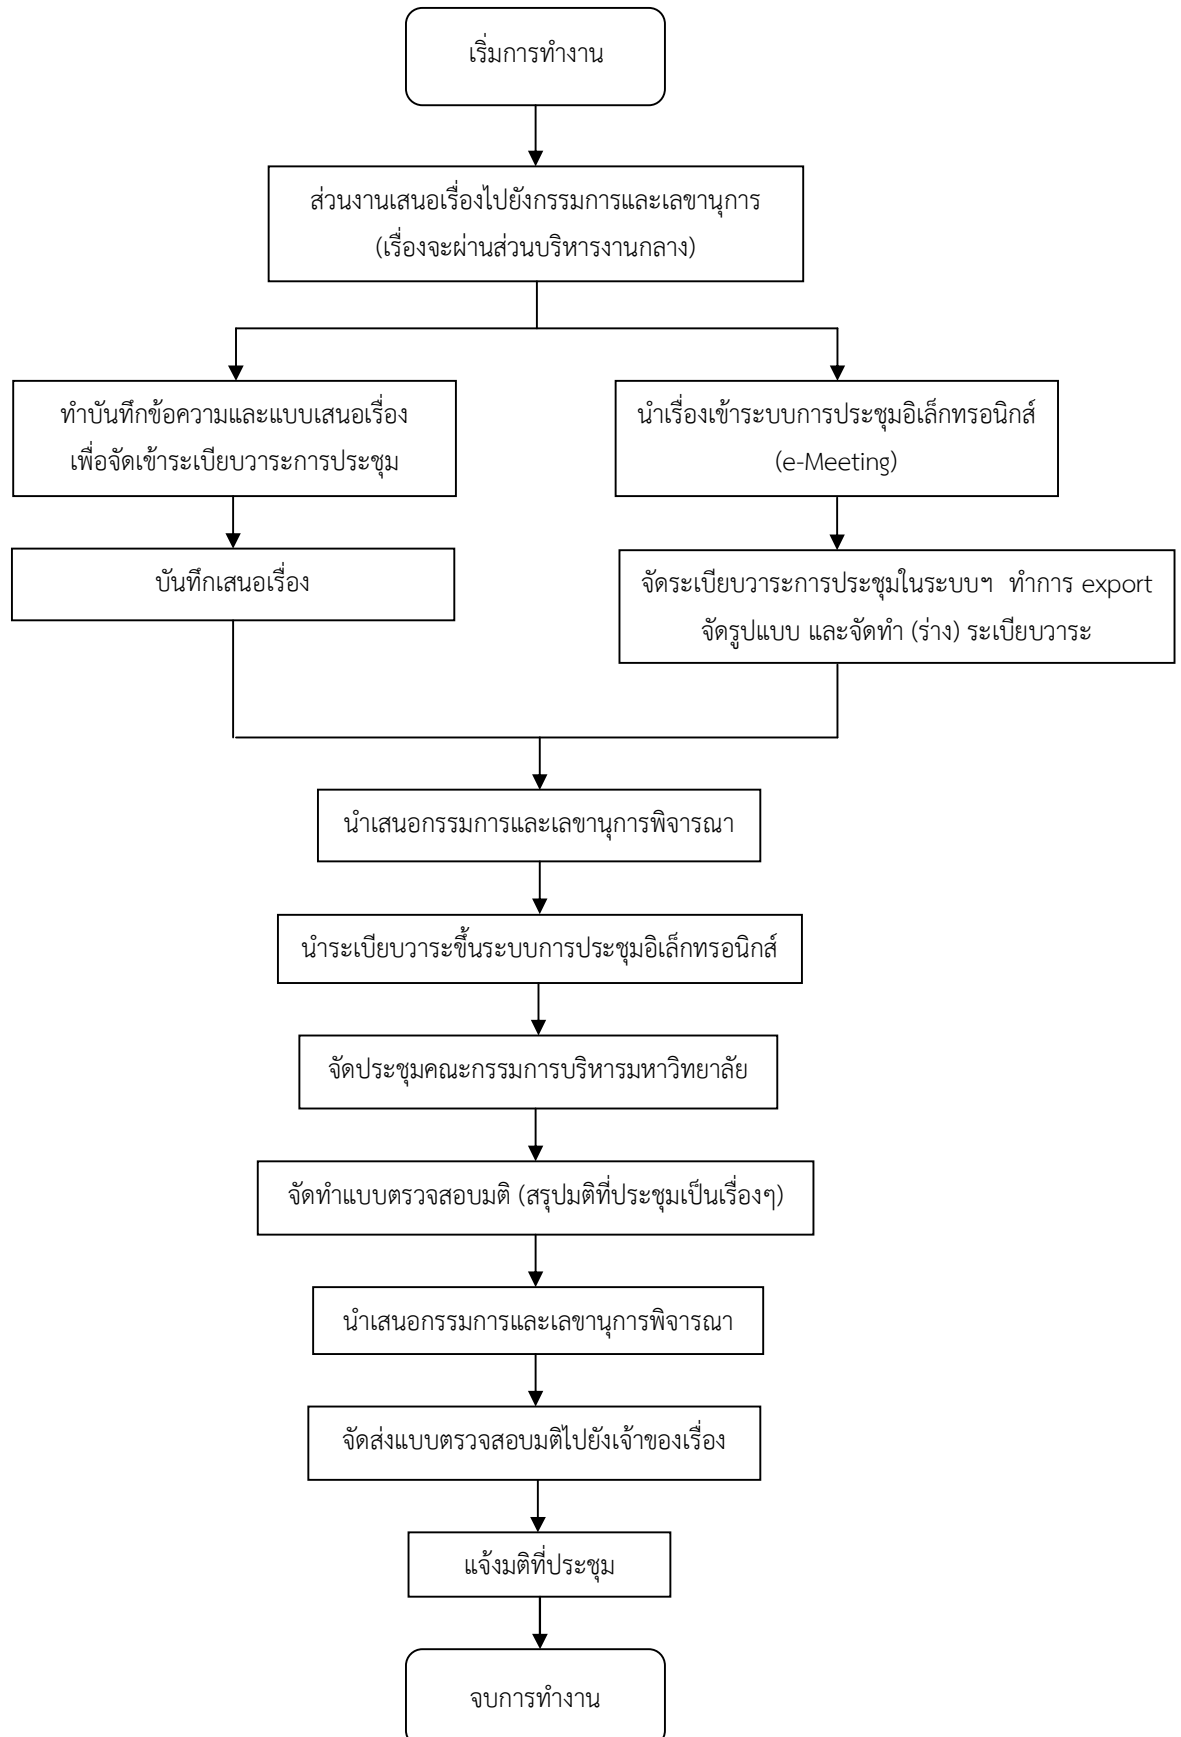 เริ่มการทำงาน
ส่วนงานเสนอเรื่องไปยังกรรมการและเลขานุการ
(เรื่องจะผ่านส่วนบริหารงานกลาง)
ทำบันทึกข้อความและแบบเสนอเรื่อง
เพื่อจัดเข้าระเบียบวาระการประชุม
นำเรื่องเข้าระบบการประชุมอิเล็กทรอนิกส์
(e-Meeting)
บันทึกเสนอเรื่อง
จัดระเบียบวาระการประชุมในระบบฯ ทำการ export
จัดรูปแบบ และจัดทำ (ร่าง) ระเบียบวาระ
นำเสนอกรรมการและเลขานุการพิจารณา
นำระเบียบวาระขึ้นระบบการประชุมอิเล็กทรอนิกส์
จัดประชุมคณะกรรมการบริหารมหาวิทยาลัย
จัดทำแบบตรวจสอบมติ (สรุปมติที่ประชุมเป็นเรื่องๆ)
นำเสนอกรรมการและเลขานุการพิจารณา
จัดส่งแบบตรวจสอบมติไปยังเจ้าของเรื่อง
แจ้งมติที่ประชุม
จบการทำงาน